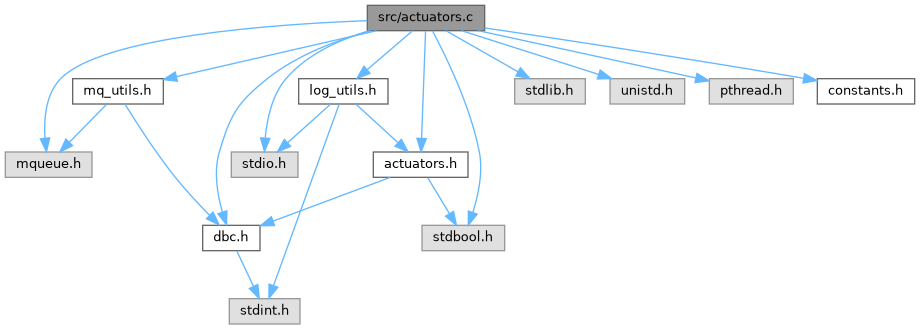 src/actuators.c
mq_utils.h
log_utils.h
stdlib.h
unistd.h
pthread.h
constants.h
mqueue.h
stdio.h
actuators.h
dbc.h
stdbool.h
stdint.h